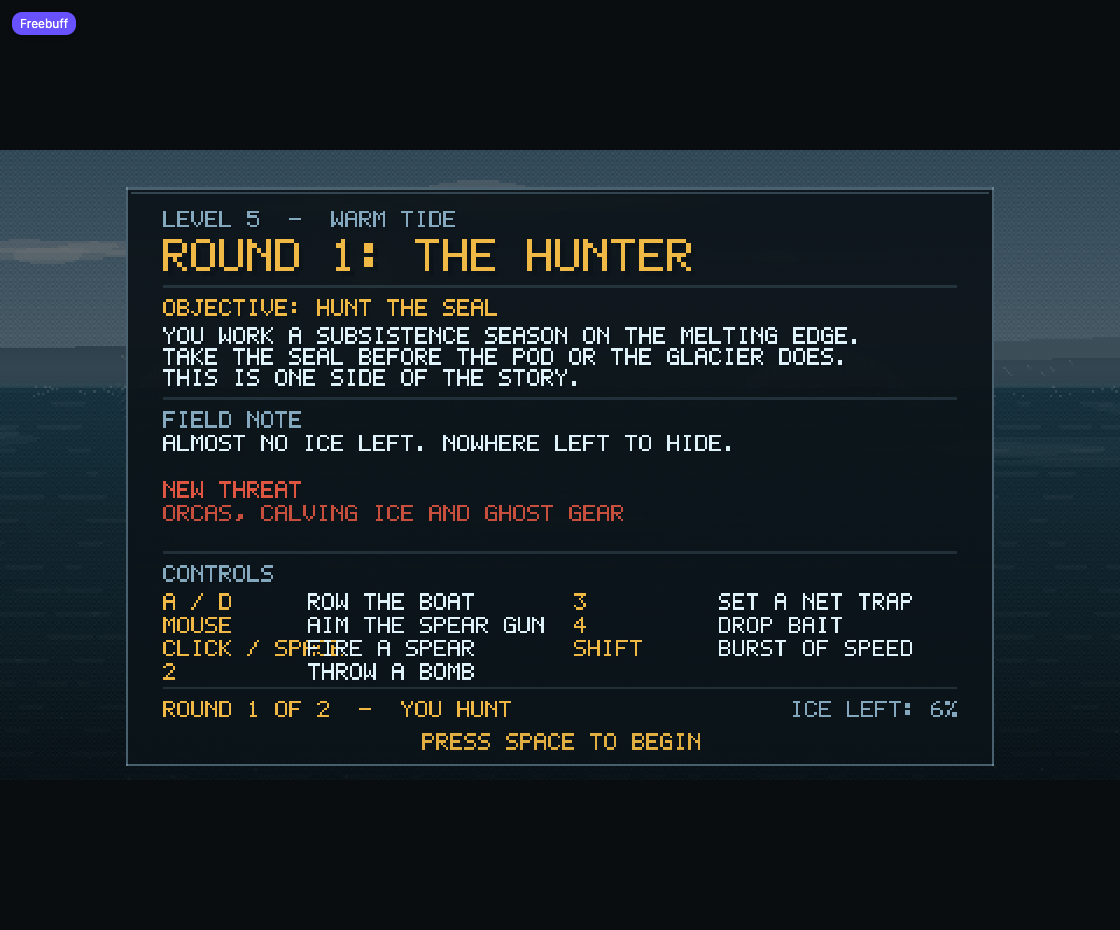 Freebuff
LEVEL 5 - WARM TIDE
ROUND 1: THE HUNTER
OBJECTIVE: HUNT THE SEAL
YOU WORK A SUBSISTENCE SEASON ON THE MELTING EDGE.
TAKE THE SEAL BEFORE THE POD OR THE GLACIER DOES.
THIS IS ONE SIDE OF THE STORY.
FIELD NOTE
ALMOST NO ICE LEFT. NOWHERE LEFT TO HIDE.
NEW THREAT
ORCAS, CALVING ICE AND GHOST GEAR
CONTROLS
A / D ROW THE BOAT 3 SET A NET TRAP
MOUSE AIM THE SPEAR GUN 4 DROP BAIT
CLICK / SPACE FIRE A SPEAR SHIFT BURST OF SPEED
2 THROW A BOMB
ROUND 1 OF 2 - YOU HUNT ICE LEFT: 6%
PRESS SPACE TO BEGIN